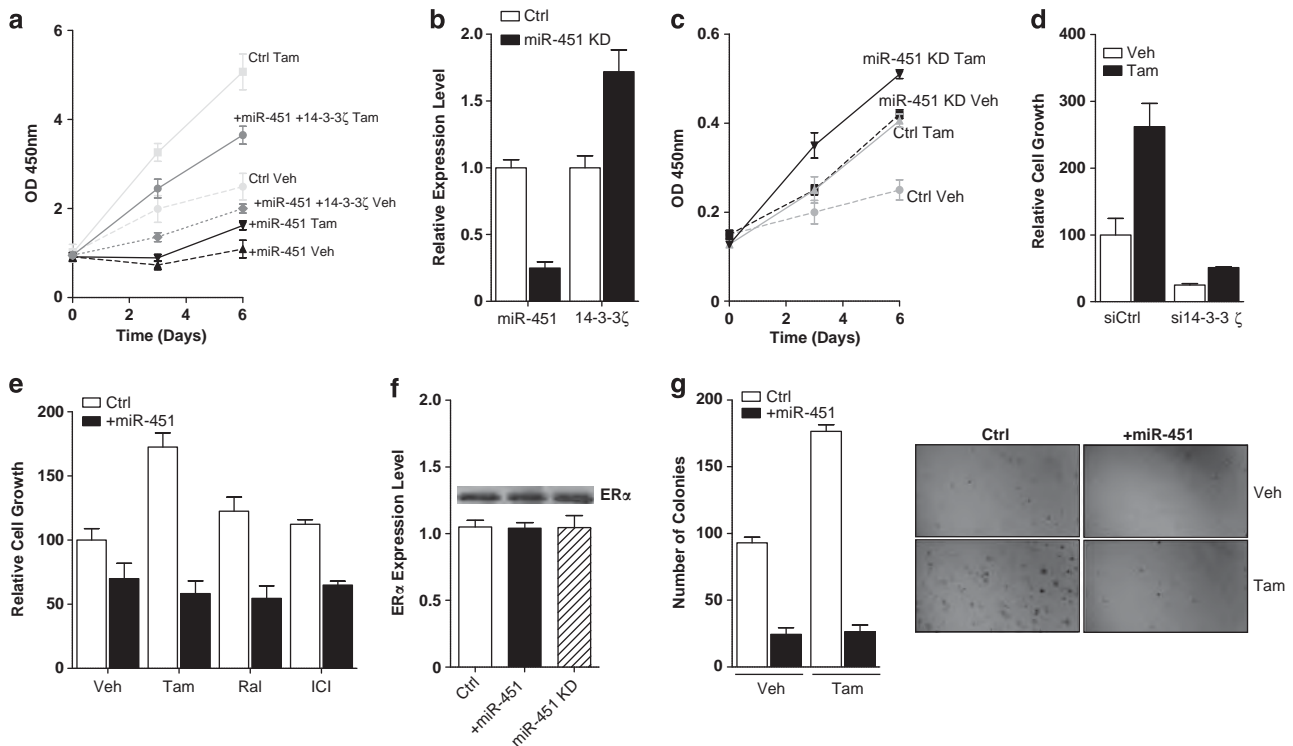 a
OD 450nm
6
4
2
0
0
2
4
6
Time (Days)
Ctrl Tam
+miR-451 +14-3-3ζ Tam
Ctrl Veh
+miR-451 +14-3-3ζ Veh
+miR-451 Tam
+miR-451 Veh
b
Ctrl
miR-451 KD
Relative Expression Level
2.0
1.5
1.0
0.5
0
miR-451
14-3-3ζ
c
OD 450nm
0.6
0.4
0.2
0
0
2
4
6
Time (Days)
miR-451 KD Tam
miR-451 KD Veh
Ctrl Tam
Ctrl Veh
d
Veh
Tam
Relative Cell Growth
400
300
200
100
0
siCtrl
si14-3-3 ζ
e
Ctrl
+miR-451
Relative Cell Growth
200
150
100
50
0
Veh
Tam
Ral
ICI
f
ERα Expression Level
2.0
1.5
1.0
0.5
0
ERα
Ctrl
+miR-451
miR-451 KD
g
Ctrl
+miR-451
Number of Colonies
200
150
100
50
0
Veh
Tam
Ctrl
+miR-451
Veh
Tam